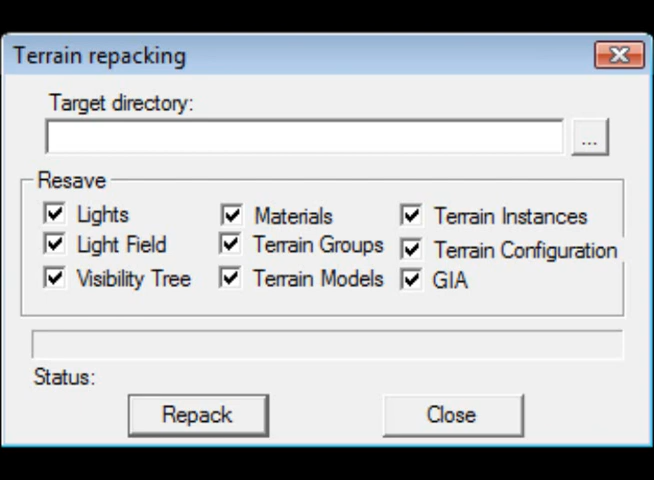 Terrain repacking
Target directory:
...
Resave
Lights
Materials
Terrain Instances
Light Field
Terrain Groups
Terrain Configuration
Visibility Tree
Terrain Models
GIA
Status:
Repack
Close